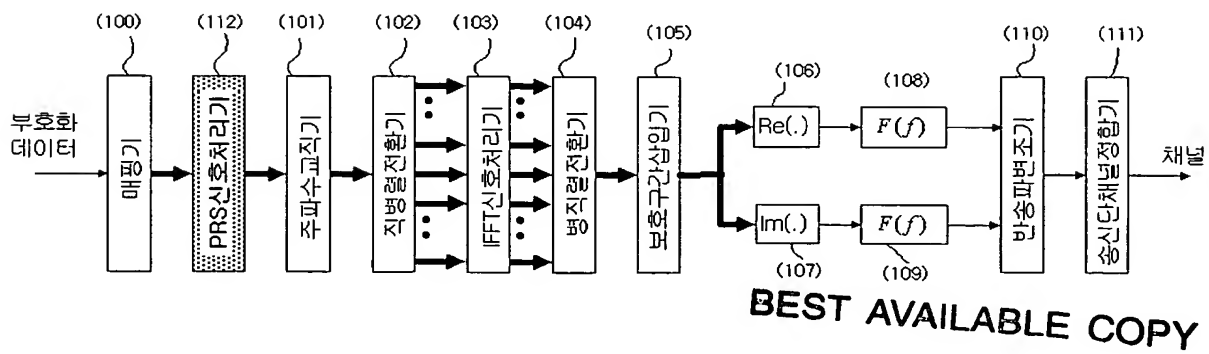 (100)
(112)
(101)
(102)
(103)
(104)
(105)
(106)
(108)
(110)
(111)
부호화
데이터
매핑기
PRS신호처리기
주파수교직기
직병렬전환기
IFFT신호처리기
병직렬전환기
보호구간삽입기
Re(.)
F(f)
Im(.)
F(f)
(107)
(109)
반송파변조기
송신단채널정합기
채널
BEST AVAILABLE COPY